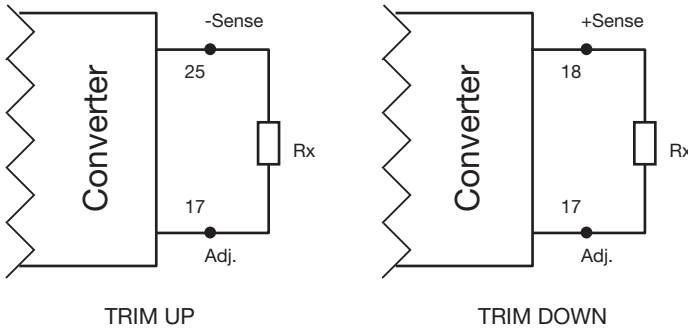 -Sense
25
Converter
Rx
17
Adj.
TRIM UP
+Sense
18
Converter
Rx
17
Adj.
TRIM DOWN